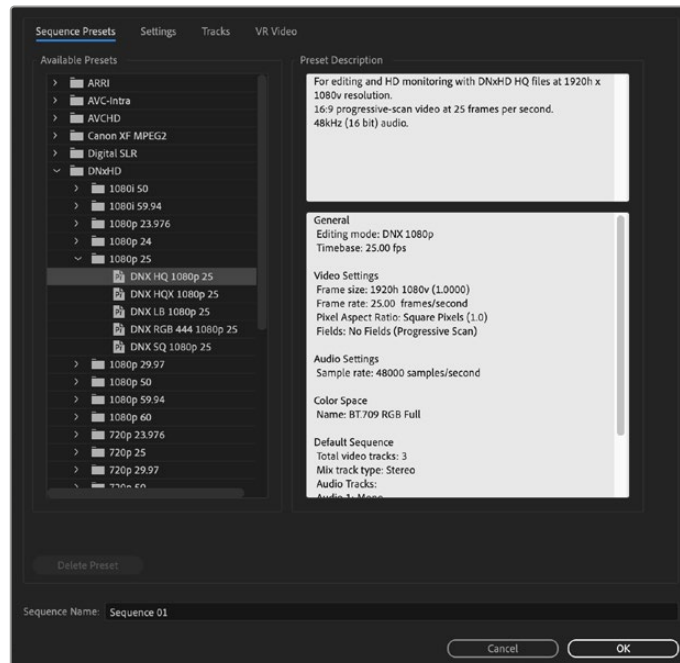 Sequence Presets Settings Tracks VR Video
Available Presets
ARRI
AVC-Intra
AVCHD
Canon XF MPEG2
Digital SLR
DNxHD
1080i 50
1080i 59.94
1080p 23.976
1080p 24
1080p 25
DNX HQ 1080p 25
DNX HQX 1080p 25
DNX LB 1080p 25
DNX RGB 444 1080p 25
DNX SQ 1080p 25
1080p 29.97
1080p 50
1080p 59.94
1080p 60
720p 23.976
720p 25
720p 29.97
720p 50
Preset Description
For editing and HD monitoring with DNxHD HQ files at 1920h x
1080v resolution.
16:9 progressive-scan video at 25 frames per second.
48kHz (16 bit) audio.
General
Editing mode: DNX 1080p
Timebase: 25.00 fps
Video Settings
Frame size: 1920h 1080v (1.0000)
Frame rate: 25.00 frames/second
Pixel Aspect Ratio: Square Pixels (1.0)
Fields: No Fields (Progressive Scan)
Audio Settings
Sample rate: 48000 samples/second
Color Space
Name: BT.709 RGB Full
Default Sequence
Total video tracks: 3
Mix track type: Stereo
Audio Tracks:
Audio 1: Mono
Delete Preset
Sequence Name: Sequence 01
Cancel OK